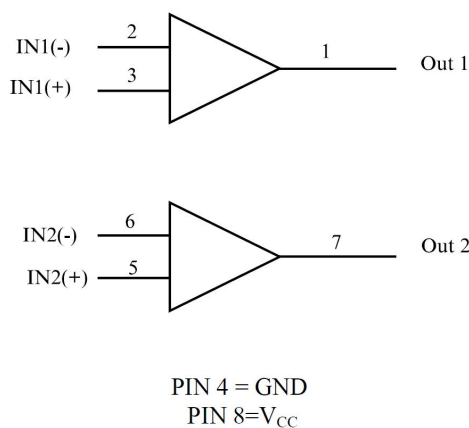 IN1(-) 2
IN1(+) 3
1 Out 1
IN2(-) 6
IN2(+) 5
7 Out 2
PIN 4 = GND
PIN 8=VCC